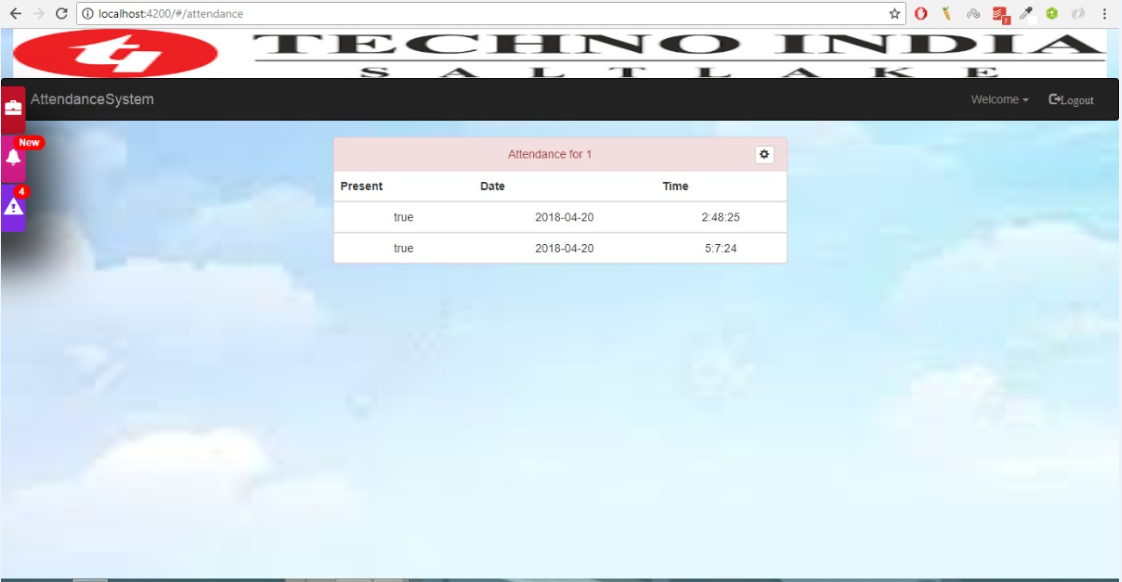 localhost:4200/#/attendance
TECHNO INDIA
SALTLAKE
AttendanceSystem Welcome Logout
New
4
Attendance for 1
Present Date Time
true 2018-04-20 2:48:25
true 2018-04-20 5:7:24